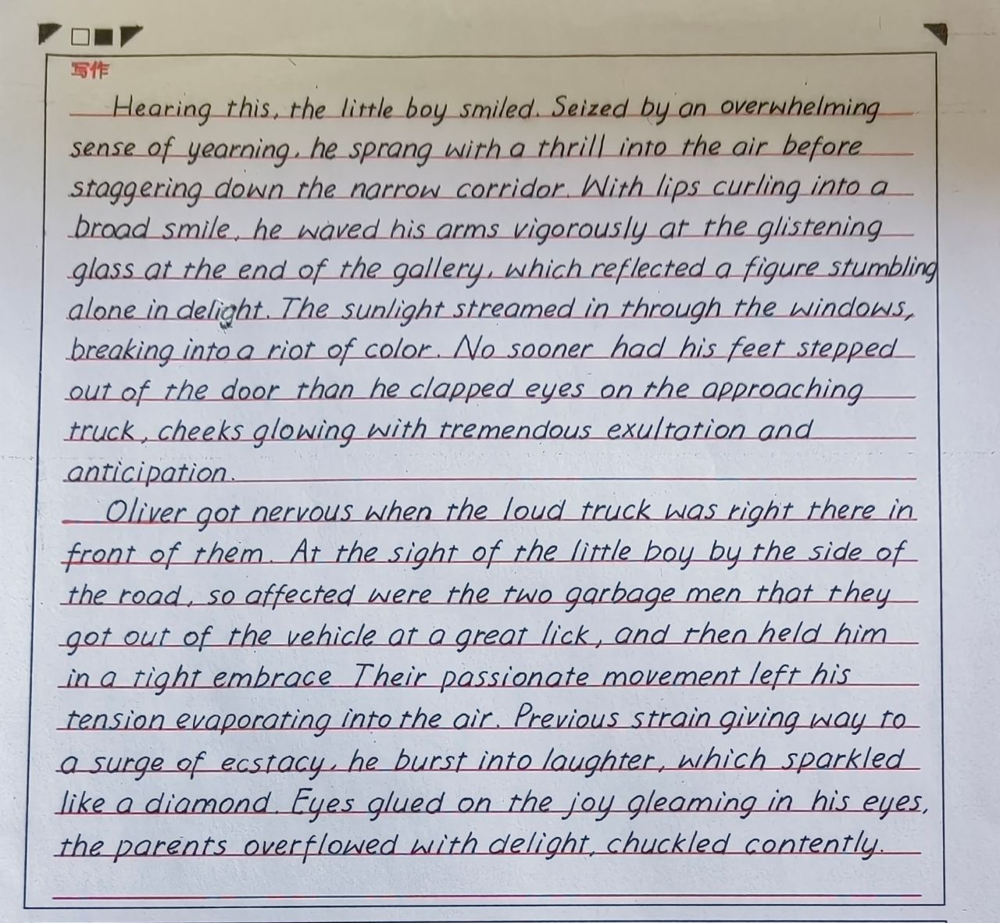 写作
Hearing this, the little boy smiled. Seized by an overwhelming
sense of yearning, he sprang with a thrill into the air before
staggering down the narrow corridor. With lips curling into a
broad smile, he waved his arms vigorously at the glistening
glass at the end of the gallery, which reflected a figure stumbling
alone in delight. The sunlight streamed in through the windows,
breaking into a riot of color. No sooner had his feet stepped
out of the door than he clapped eyes on the approaching
truck, cheeks glowing with tremendous exultation and
anticipation.
Oliver got nervous when the loud truck was right there in
front of them. At the sight of the little boy by the side of
the road, so affected were the two garbage men that they
got out of the vehicle at a great lick, and then held him
in a tight embrace Their passionate movement left his
tension evaporating into the air. Previous strain giving way to
a surge of ecstacy, he burst into laughter, which sparkled
like a diamond. Eyes glued on the joy gleaming in his eyes,
the parents overflowed with delight, chuckled contently.